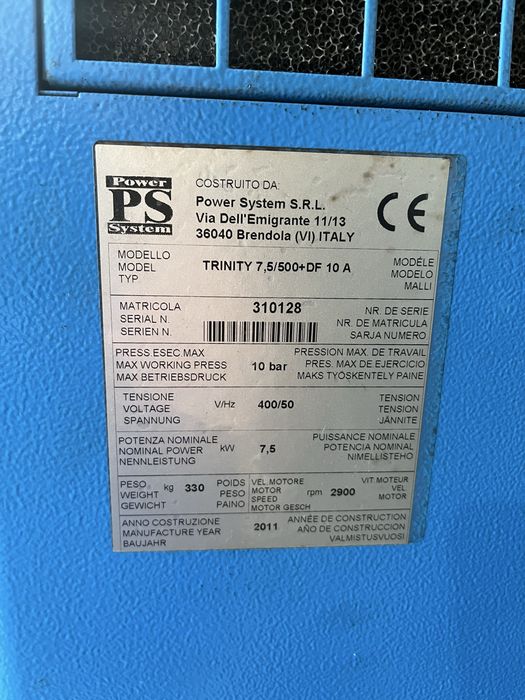 Power
PS
System
COSTRUITO DA:
Power System S.R.L.
Via Dell'Emigrante 11/13
36040 Brendola (VI) ITALY
CE
MODELLO
MODEL
TYP
TRINITY 7,5/500+DF 10 A
MODÈLE
MODELO
MALLI
MATRICOLA
SERIAL N.
SERIEN N.
310128
NR. DE SERIE
NR. DE MATRICULA
SARJA NUMERO
PRESS.ESEC.MAX
MAX WORKING PRESS
MAX BETRIEBSDRUCK
10 bar
PRESSION MAX. DE TRAVAIL
PRES. MAX DE EJERCICIO
MAKS TYÖSKENTELY PAINE
TENSIONE
VOLTAGE
SPANNUNG
V/Hz
400/50
TENSION
TENSION
JÄNNITE
POTENZA NOMINALE
NOMINAL POWER
NENNLEISTUNG
kW
7,5
PUISSANCE NOMINALE
POTENCIA NOMINAL
NIMELLISTEHO
PESO
WEIGHT
GEWICHT
kg
330
POIDS
PESO
PAINO
VEL. MOTORE
MOTOR
SPEED
MOTOR GESCH
rpm
2900
VIT MOTEUR
VEL
MOTOR
ANNO COSTRUZIONE
MANUFACTURE YEAR
BAUJAHR
2011
ANNÉE DE CONSTRUCTION
AÑO DE CONSTRUCCION
VALMISTUSVUOSI